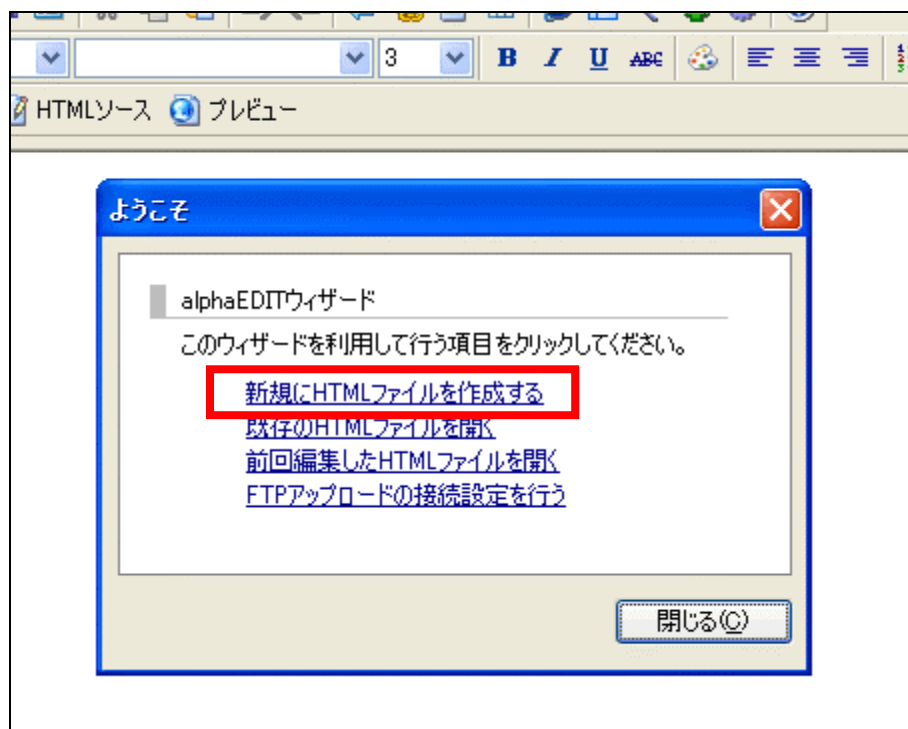 3 B I U ABC
HTMLソース プレビュー
ようこそ
alphaEDITウィザード
このウィザードを利用して行う項目をクリックしてください。
新規にHTMLファイルを作成する
既存のHTMLファイルを開く
前回編集したHTMLファイルを開く
FTPアップロードの接続設定を行う
閉じる(C)